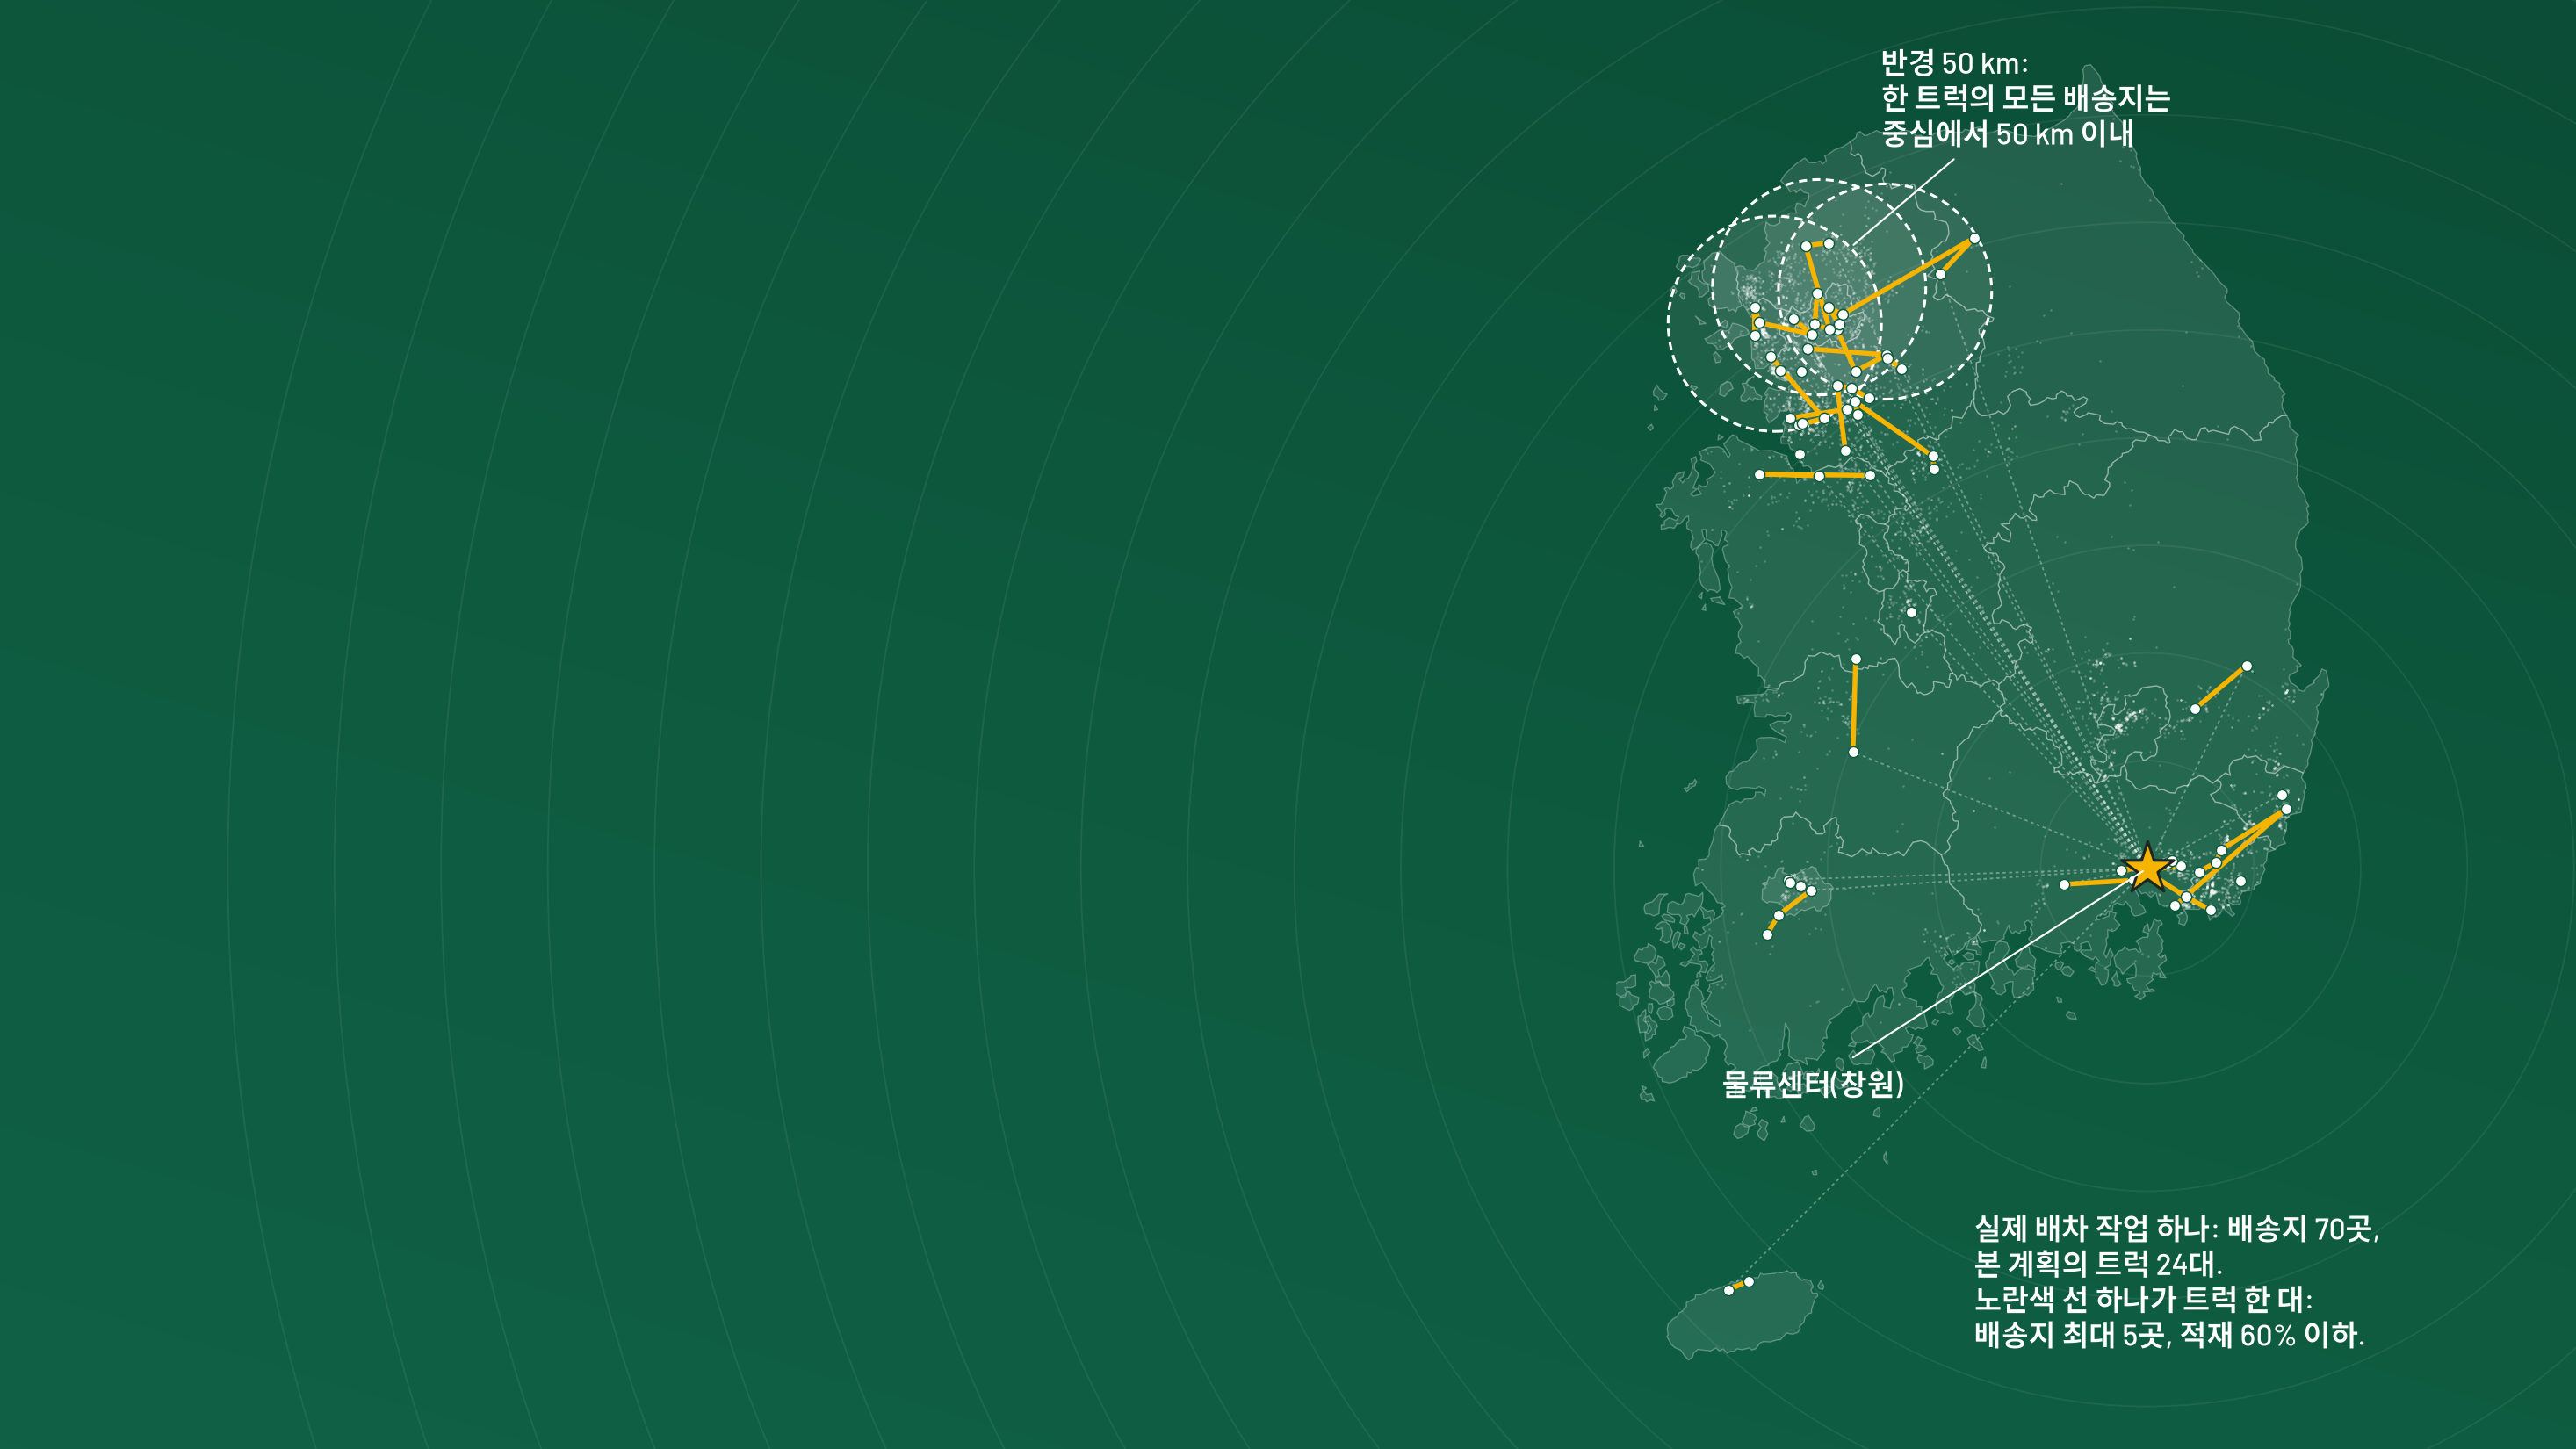 반경 50 km:
한 트럭의 모든 배송지는
중심에서 50 km 이내
물류센터(창원)
실제 배차 작업 하나: 배송지 70곳,
본 계획의 트럭 24대.
노란색 선 하나가 트럭 한 대:
배송지 최대 5곳, 적재 60% 이하.